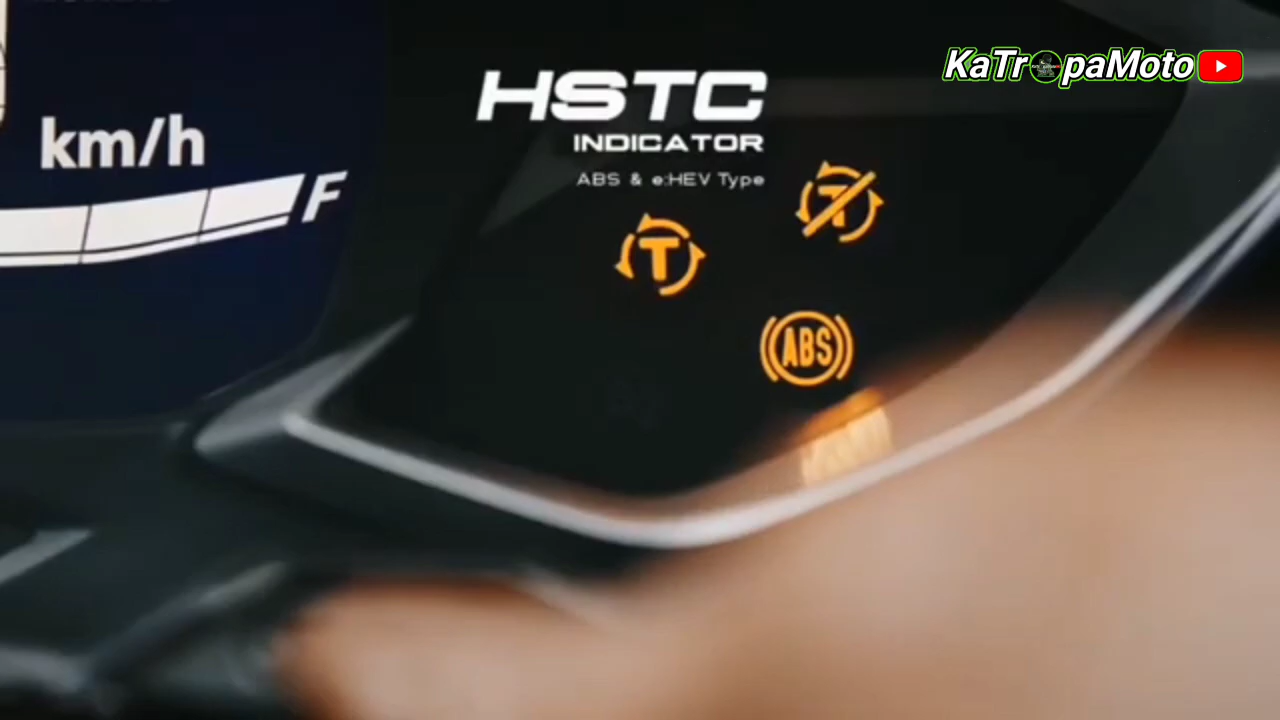 KaTropaMoto
HSTC
INDICATOR
ABS & e:HEV Type
km/h
F
T
T
ABS